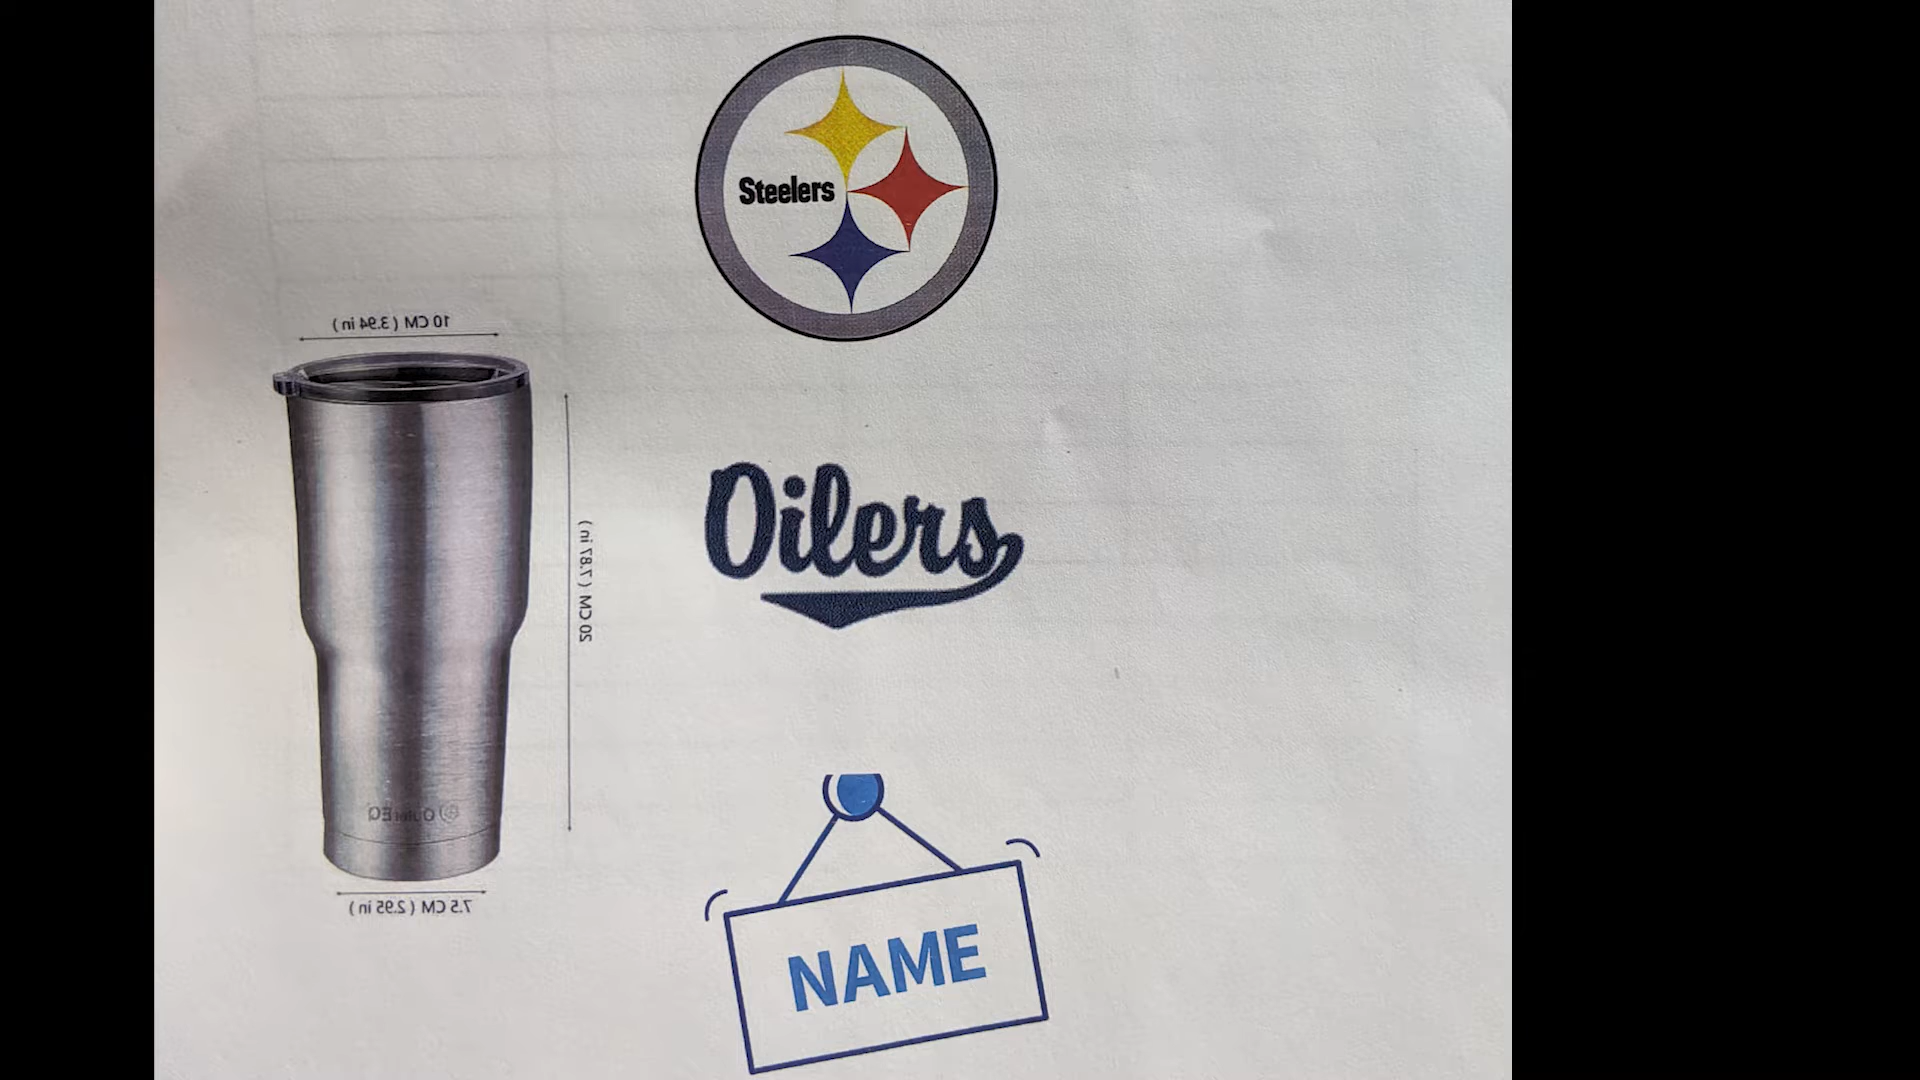 Steelers
10 CM ( 3.94 in )
Oilers
20 CM ( 7.87 in )
OuterEQ
7.5 CM ( 2.95 in )
NAME